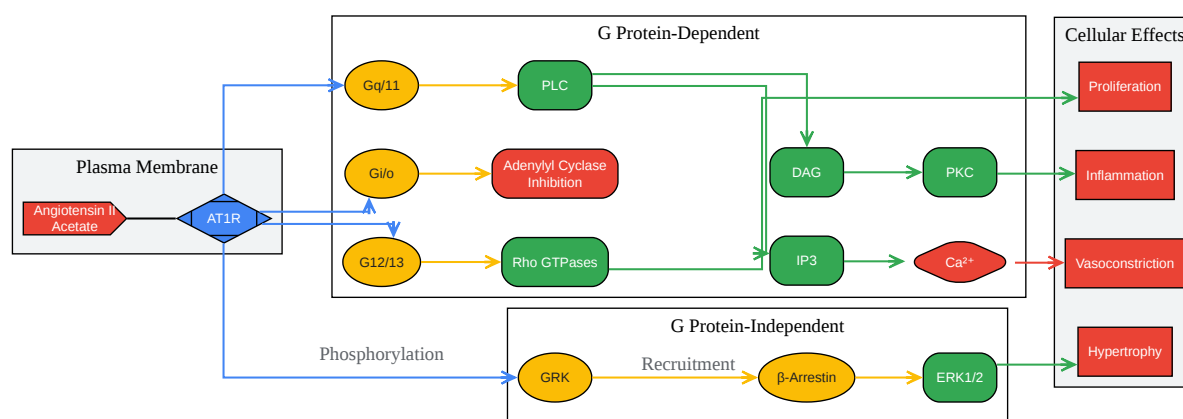 G Protein-Dependent
Cellular Effects
Gq/11
PLC
Proliferation
Plasma Membrane
Gi/o
Adenylyl Cyclase
Inhibition
DAG
PKC
Inflammation
Angiotensin II
Acetate
AT1R
G12/13
Rho GTPases
IP3
Ca²⁺
Vasoconstriction
G Protein-Independent
Phosphorylation
GRK
Recruitment
β-Arrestin
ERK1/2
Hypertrophy